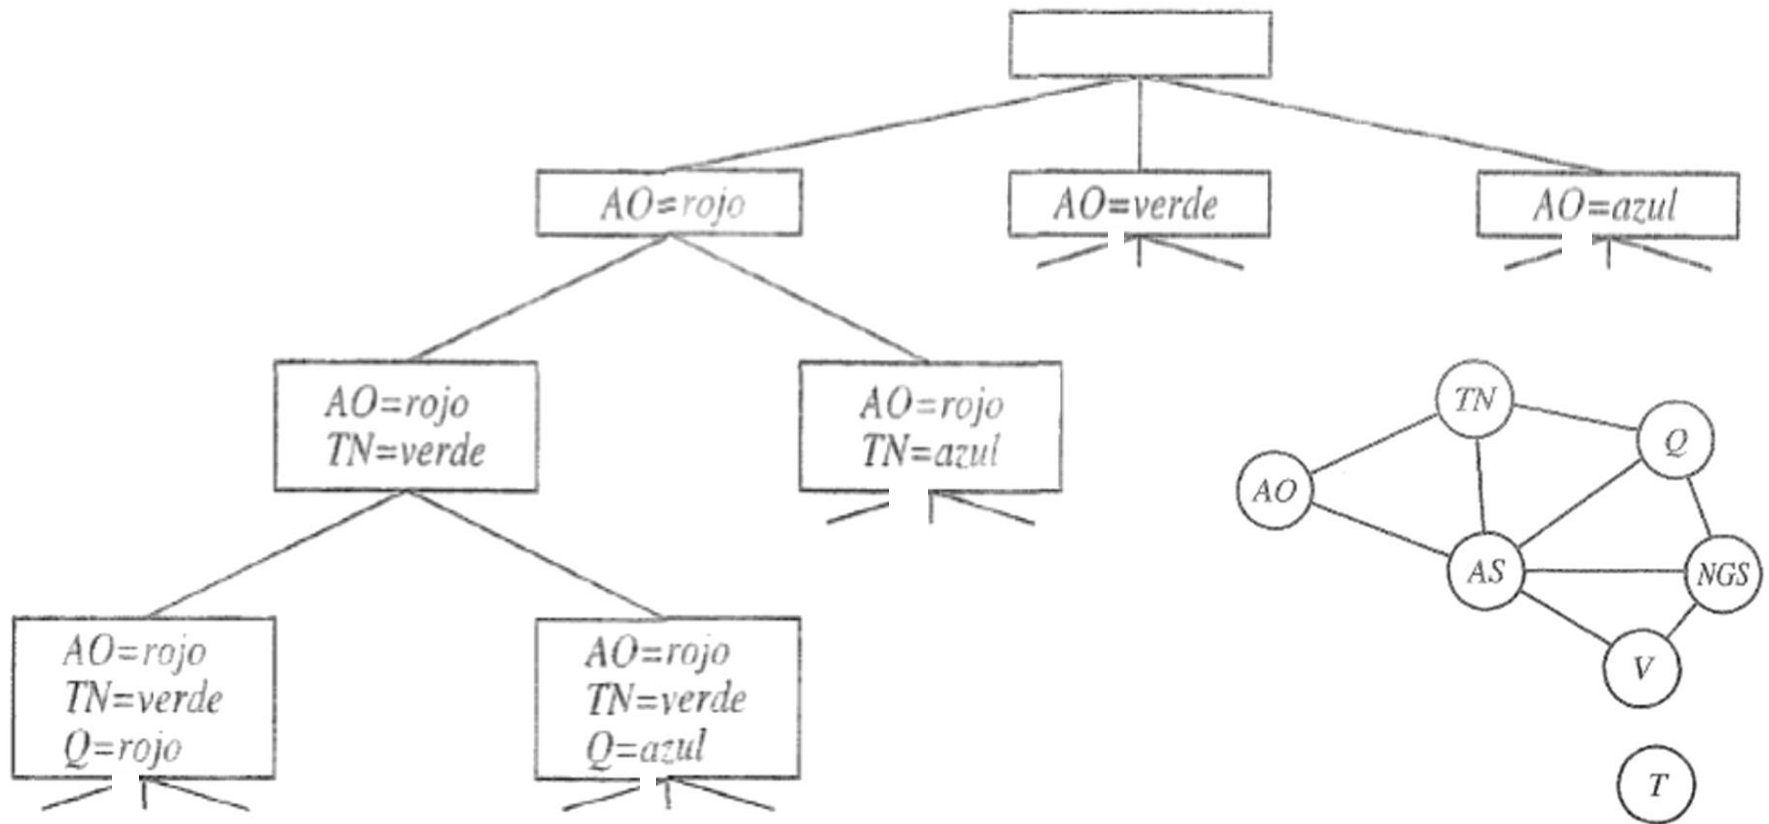 AO=rojo
AO=verde
AO=azul
AO=rojo
TN=verde
AO=rojo
TN=azul
AO=rojo
TN=verde
Q=rojo
AO=rojo
TN=verde
Q=azul
TN
Q
AO
AS
NGS
V
T